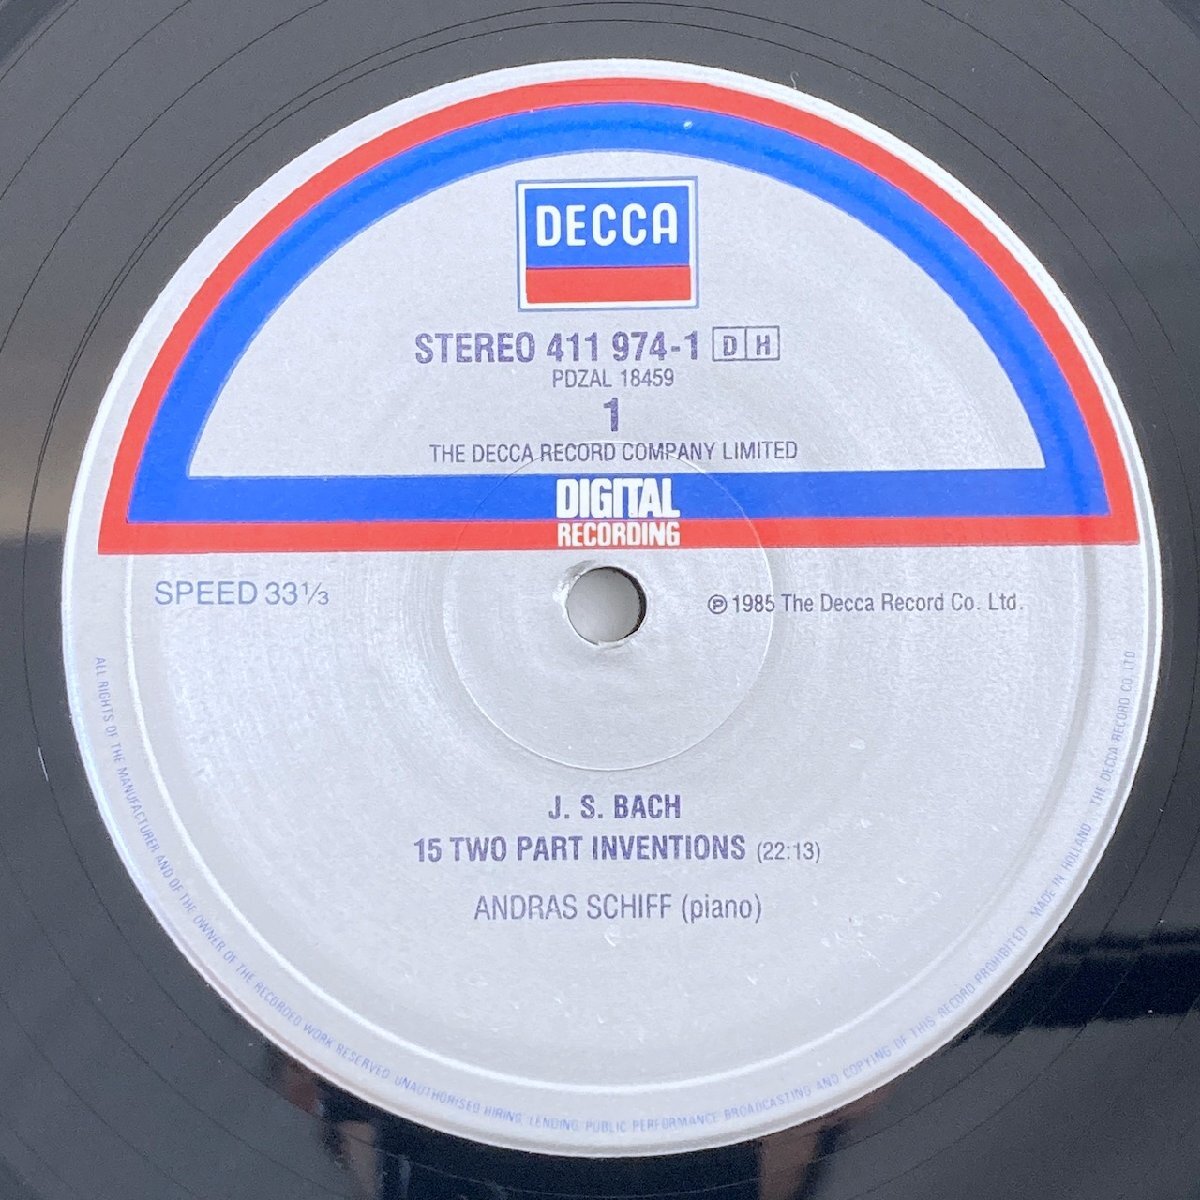 DECCA
STEREO 411 974-1 DH
PDZAL 18459
1
THE DECCA RECORD COMPANY LIMITED
DIGITAL
RECORDING
SPEED 33⅓
℗ 1985 The Decca Record Co. Ltd.
J. S. BACH
15 TWO PART INVENTIONS (22:13)
ANDRAS SCHIFF (piano)
ALL RIGHTS OF THE MANUFACTURER AND OF THE OWNER OF THE RECORDED WORK RESERVED UNAUTHORISED HIRING, LENDING, PUBLIC PERFORMANCE BROADCASTING AND COPYING OF THIS RECORD PROHIBITED MADE IN HOLLAND THE DECCA RECORD CO. LTD